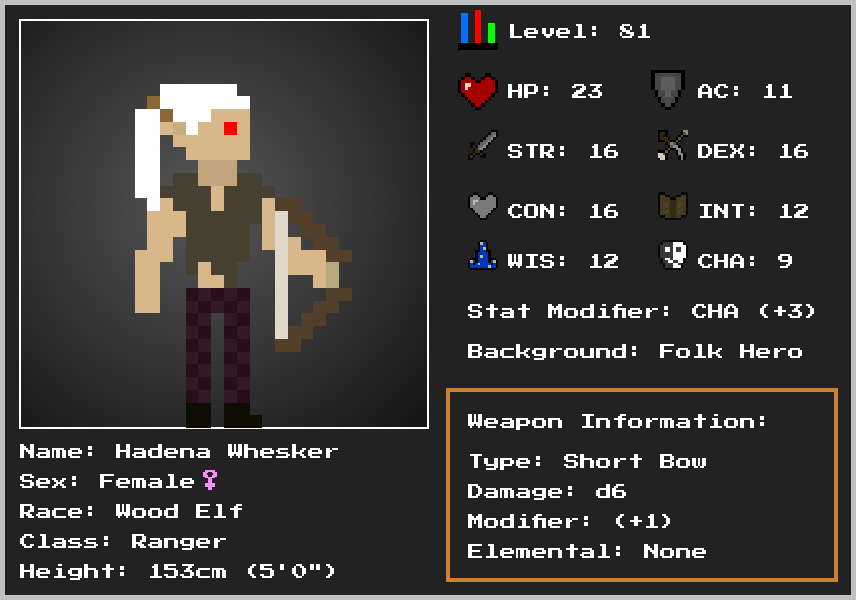 Level: 81
HP: 23 AC: 11
STR: 16 DEX: 16
CON: 16 INT: 12
WIS: 12 CHA: 9
Stat Modifier: CHA (+3)
Background: Folk Hero
Weapon Information:
Type: Short Bow
Damage: d6
Modifier: (+1)
Elemental: None
Name: Hadena Whesker
Sex: Female♀
Race: Wood Elf
Class: Ranger
Height: 153cm (5'0")